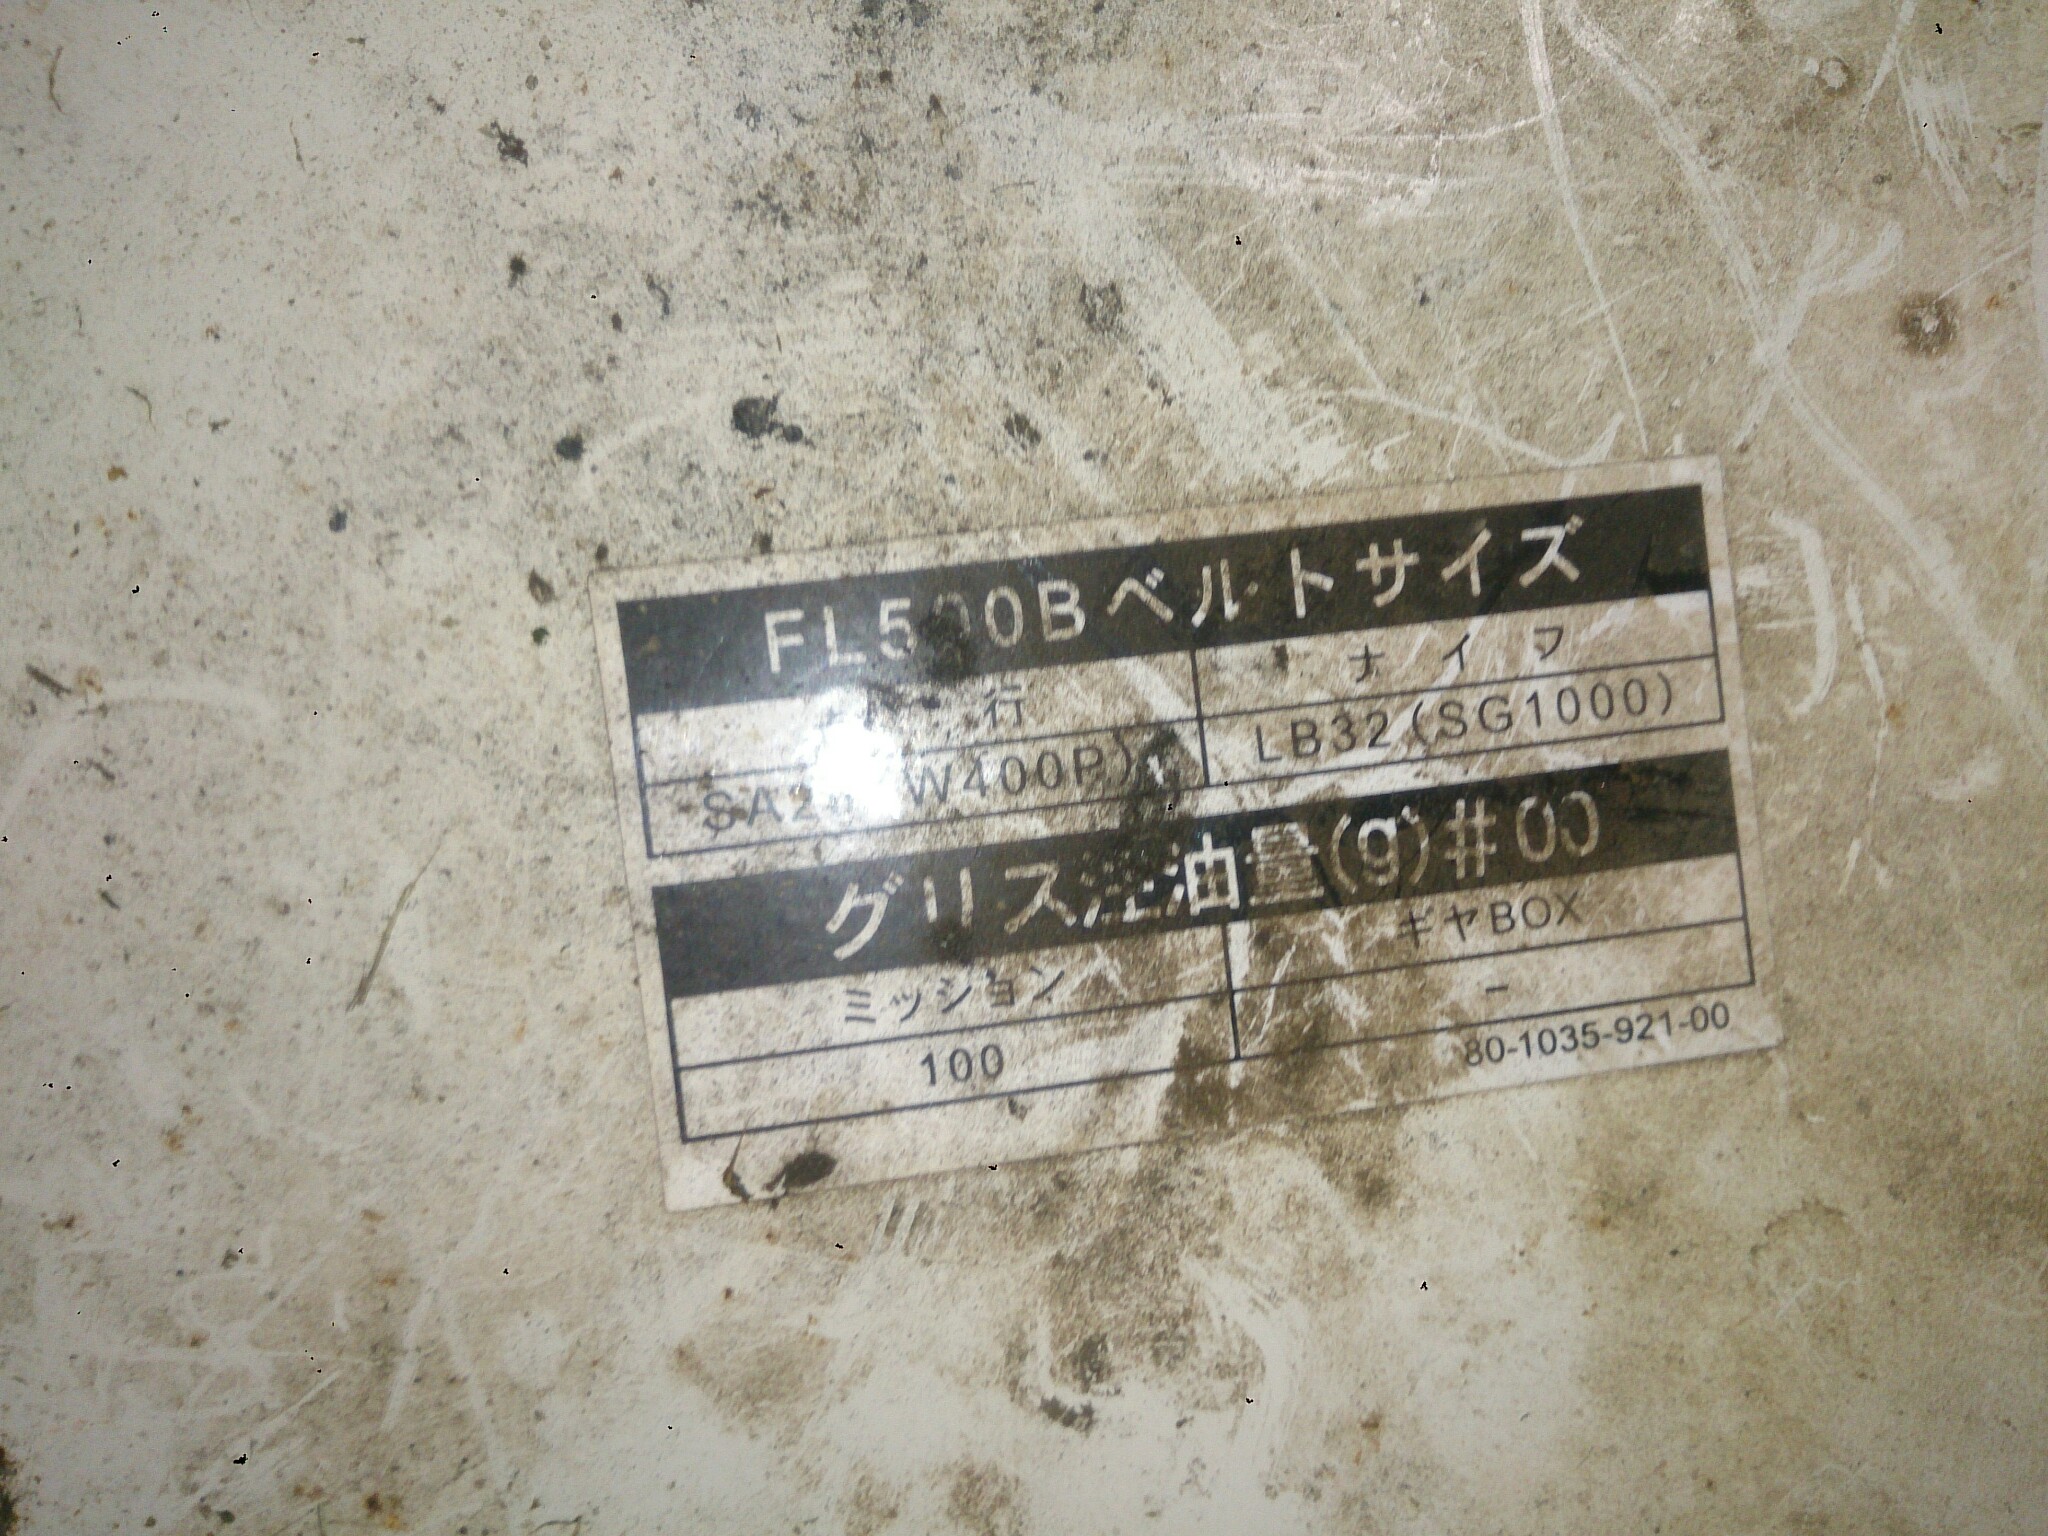 FL500Bベルトサイズ
行 ナイフ
LB32(SG1000)
グリス注油量(g)#00
ミッション ギヤBOX
100 -
80-1035-921-00